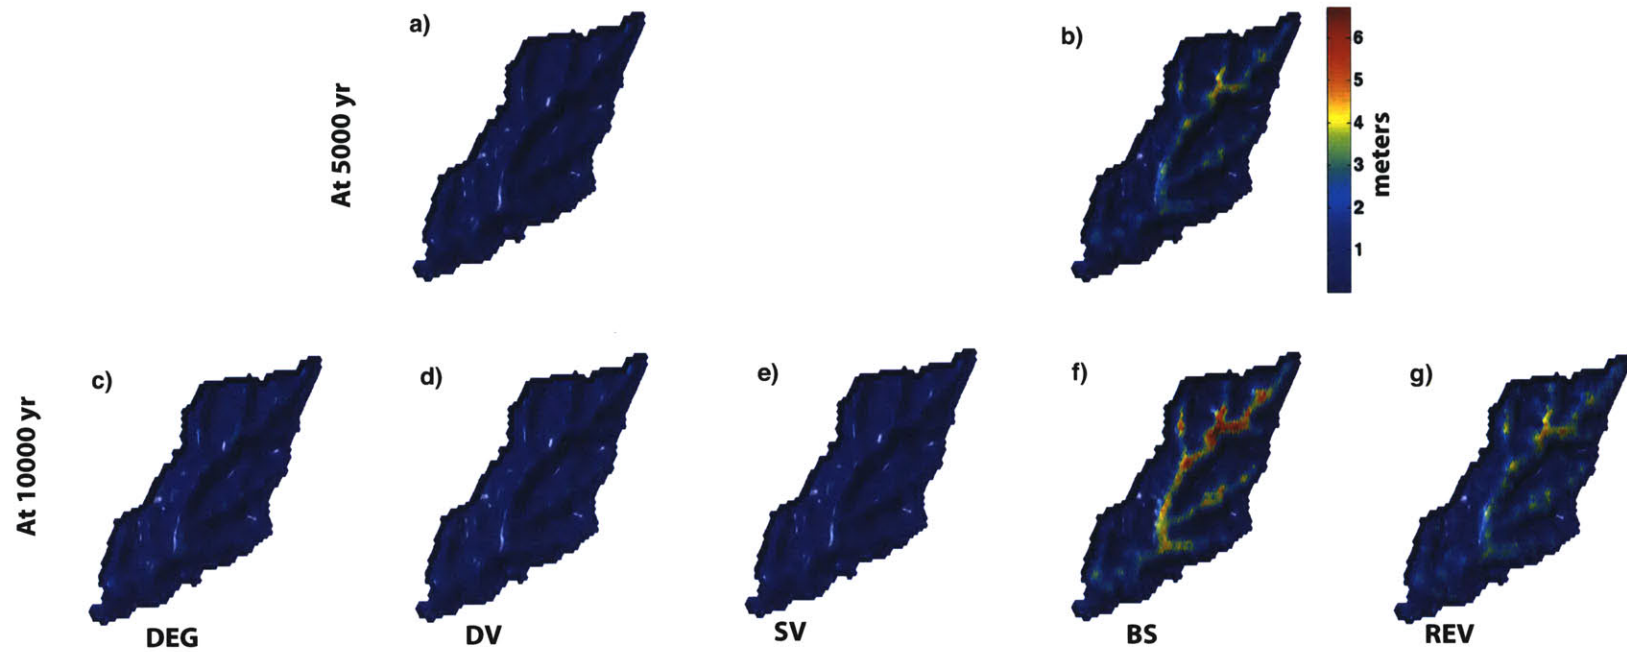 a)
b)
At 5000 yr
6
5
4
3
2
1
meters
c)
d)
e)
f)
g)
At 10000 yr
DEG
DV
SV
BS
REV